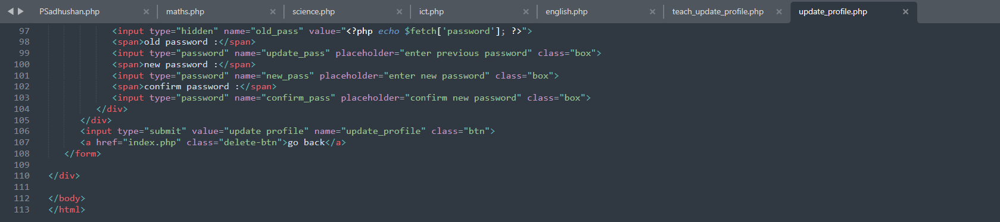 PSadhushan.php × maths.php × science.php × ict.php × english.php × teach_update_profile.php × update_profile.php ×
97 <input type="hidden" name="old_pass" value="<?php echo $fetch['password']; ?>">
98 <span>old password :</span>
99 <input type="password" name="update_pass" placeholder="enter previous password" class="box">
100 <span>new password :</span>
101 <input type="password" name="new_pass" placeholder="enter new password" class="box">
102 <span>confirm password :</span>
103 <input type="password" name="confirm_pass" placeholder="confirm new password" class="box">
104 </div>
105 </div>
106 <input type="submit" value="update profile" name="update_profile" class="btn">
107 <a href="index.php" class="delete-btn">go back</a>
108 </form>
109
110 </div>
111
112 </body>
113 </html>